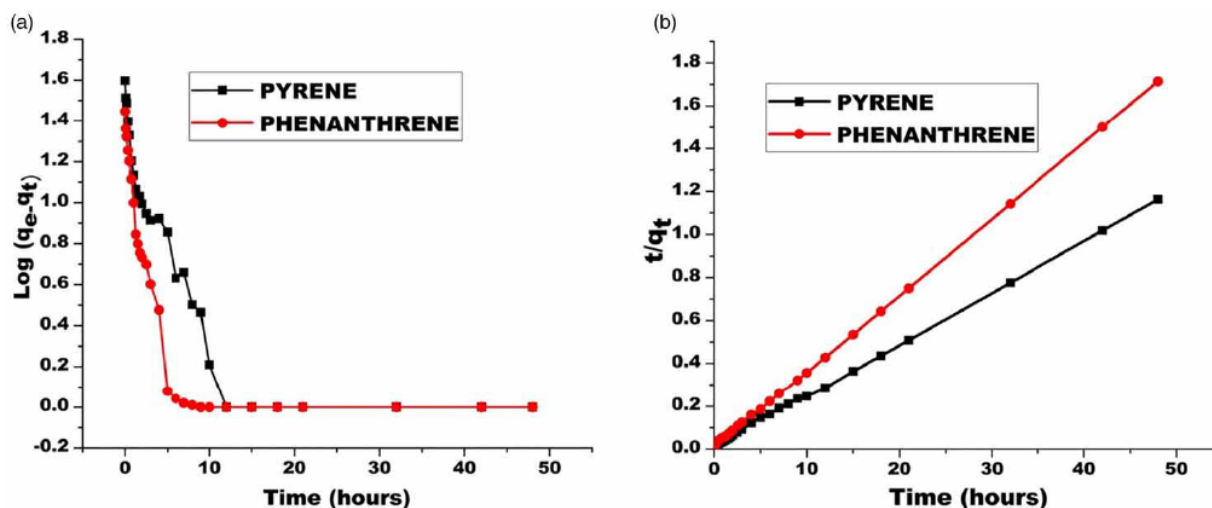 (a)
PYRENE
PHENANTHRENE
Log (qe-qt)
1.8
1.6
1.4
1.2
1.0
0.8
0.6
0.4
0.2
0.0
-0.2
0 10 20 30 40 50
Time (hours)
(b)
PYRENE
PHENANTHRENE
t/qt
1.8
1.6
1.4
1.2
1.0
0.8
0.6
0.4
0.2
0.0
0 10 20 30 40 50
Time (hours)